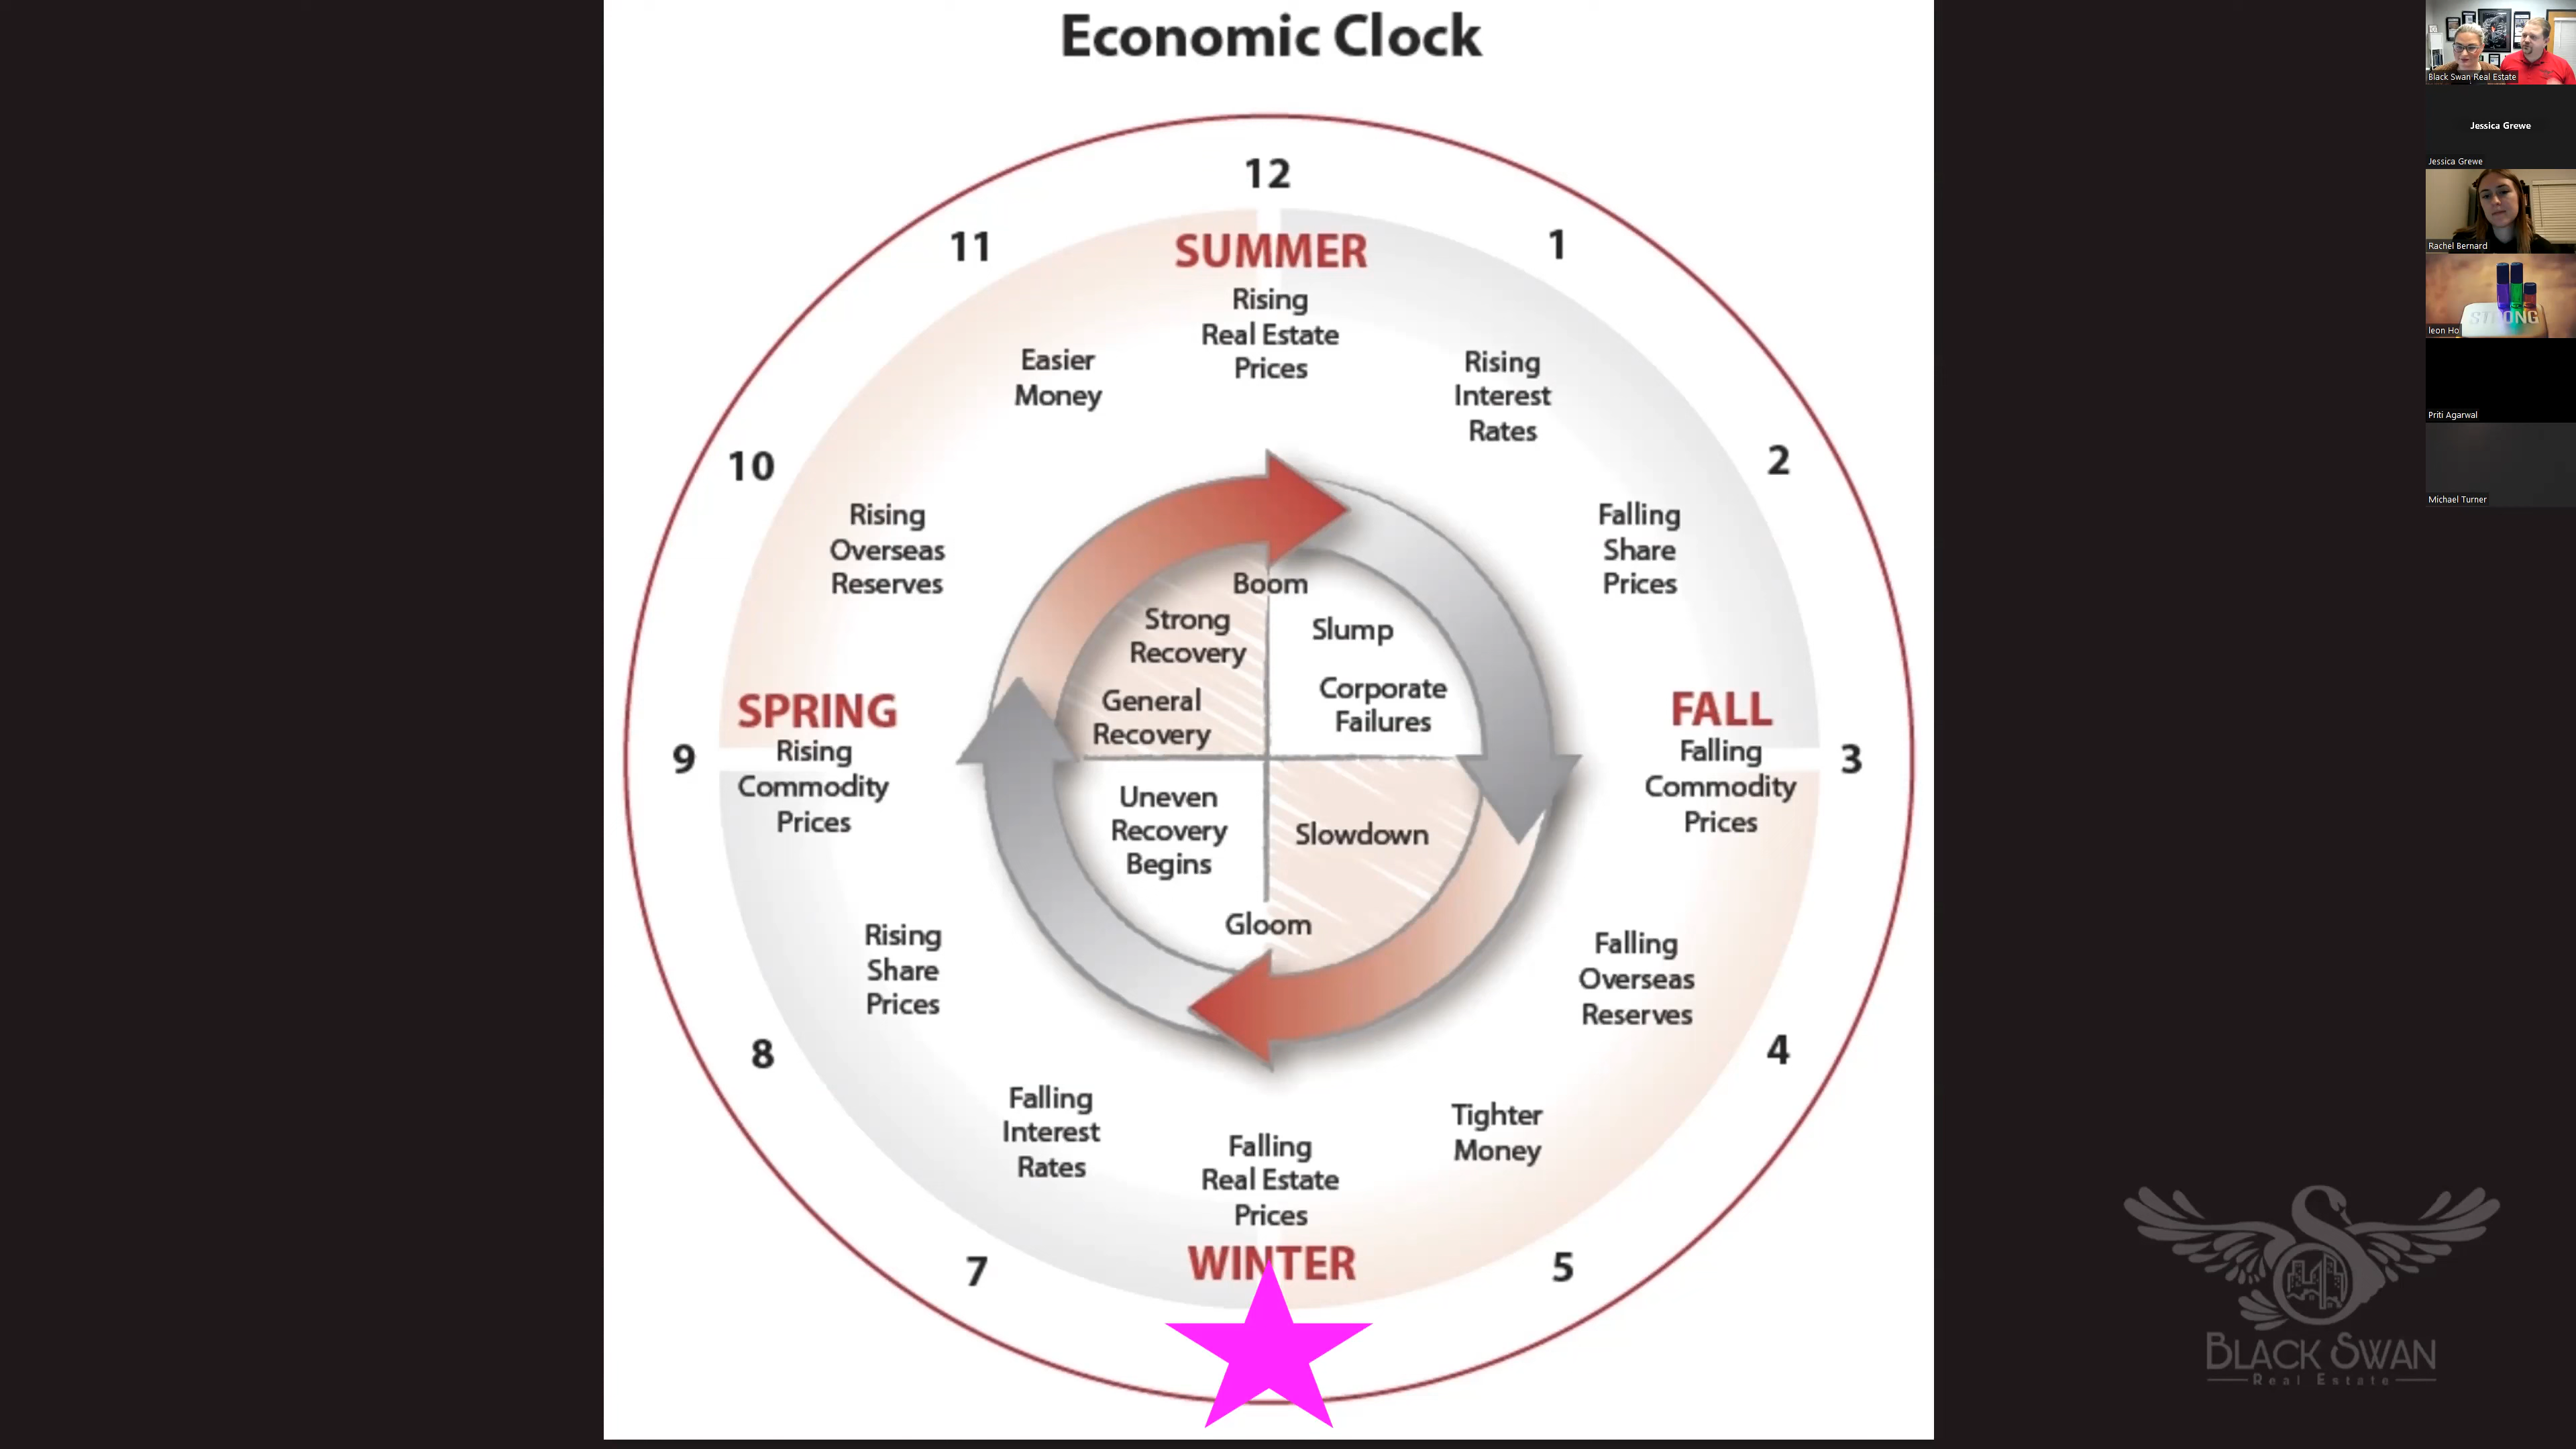 Economic Clock
12
1
2
3
4
5
7
8
9
10
11
SUMMER
Rising
Real Estate
Prices
Rising
Interest
Rates
Falling
Share
Prices
FALL
Falling
Commodity
Prices
Falling
Overseas
Reserves
Tighter
Money
Falling
Real Estate
Prices
WINTER
Falling
Interest
Rates
Rising
Share
Prices
SPRING
Rising
Commodity
Prices
Rising
Overseas
Reserves
Easier
Money
Boom
Slump
Corporate
Failures
Slowdown
Gloom
Uneven
Recovery
Begins
General
Recovery
Strong
Recovery
Black Swan Real Estate
Jessica Grewe
Jessica Grewe
Rachel Bernard
STRONG
leon Ho
Priti Agarwal
Michael Turner
BLACK SWAN
Real Estate